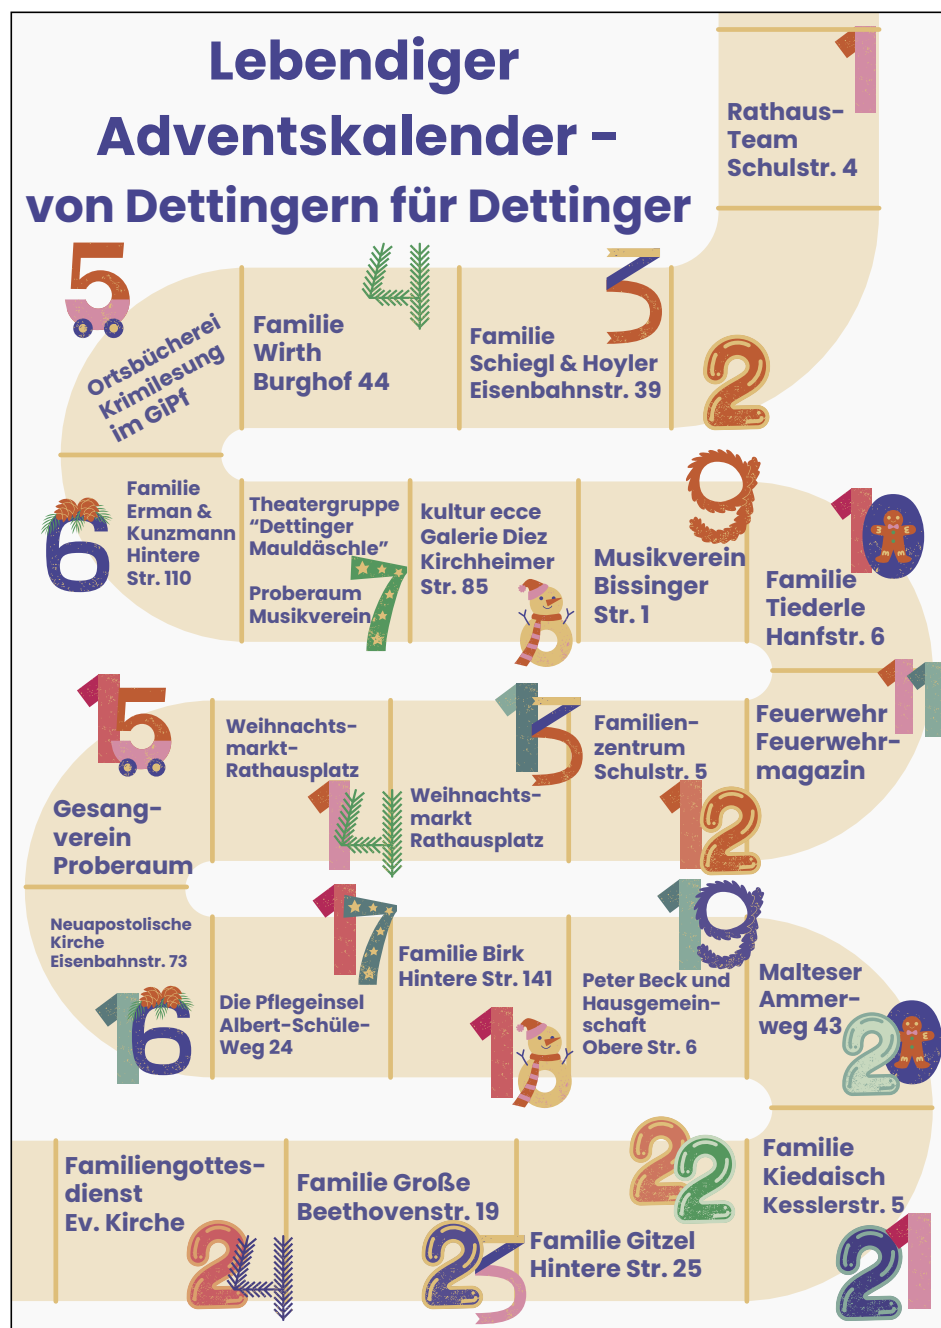 Lebendiger
Adventskalender -
von Dettingern für Dettinger
1
Rathaus-
Team
Schulstr. 4
2
3
Familie
Schiegl & Hoyler
Eisenbahnstr. 39
4
Familie
Wirth
Burghof 44
5
Ortsbücherei
Krimilesung
im GiPf
6
Familie
Erman &
Kunzmann
Hintere
Str. 110
Theatergruppe
“Dettinger
Mauldäschle”
7
Proberaum
Musikverein
kultur ecce
Galerie Diez
Kirchheimer
Str. 85
8
9
Musikverein
Bissinger
Str. 1
10
Familie
Tiederle
Hanfstr. 6
11
Feuerwehr
Feuerwehr-
magazin
Familien-
zentrum
Schulstr. 5
12
13
Weihnachts-
markt
Rathausplatz
Weihnachts-
markt-
Rathausplatz
14
15
Gesang-
verein
Proberaum
Neuapostolische
Kirche
Eisenbahnstr. 73
16
17
Die Pflegeinsel
Albert-Schüle-
Weg 24
Familie Birk
Hintere Str. 141
18
19
Peter Beck und
Hausgemein-
schaft
Obere Str. 6
Malteser
Ammer-
weg 43
20
Familie
Kiedaisch
Kesslerstr. 5
21
22
Familie Gitzel
Hintere Str. 25
Familie Große
Beethovenstr. 19
23
Familiengottes-
dienst
Ev. Kirche
24